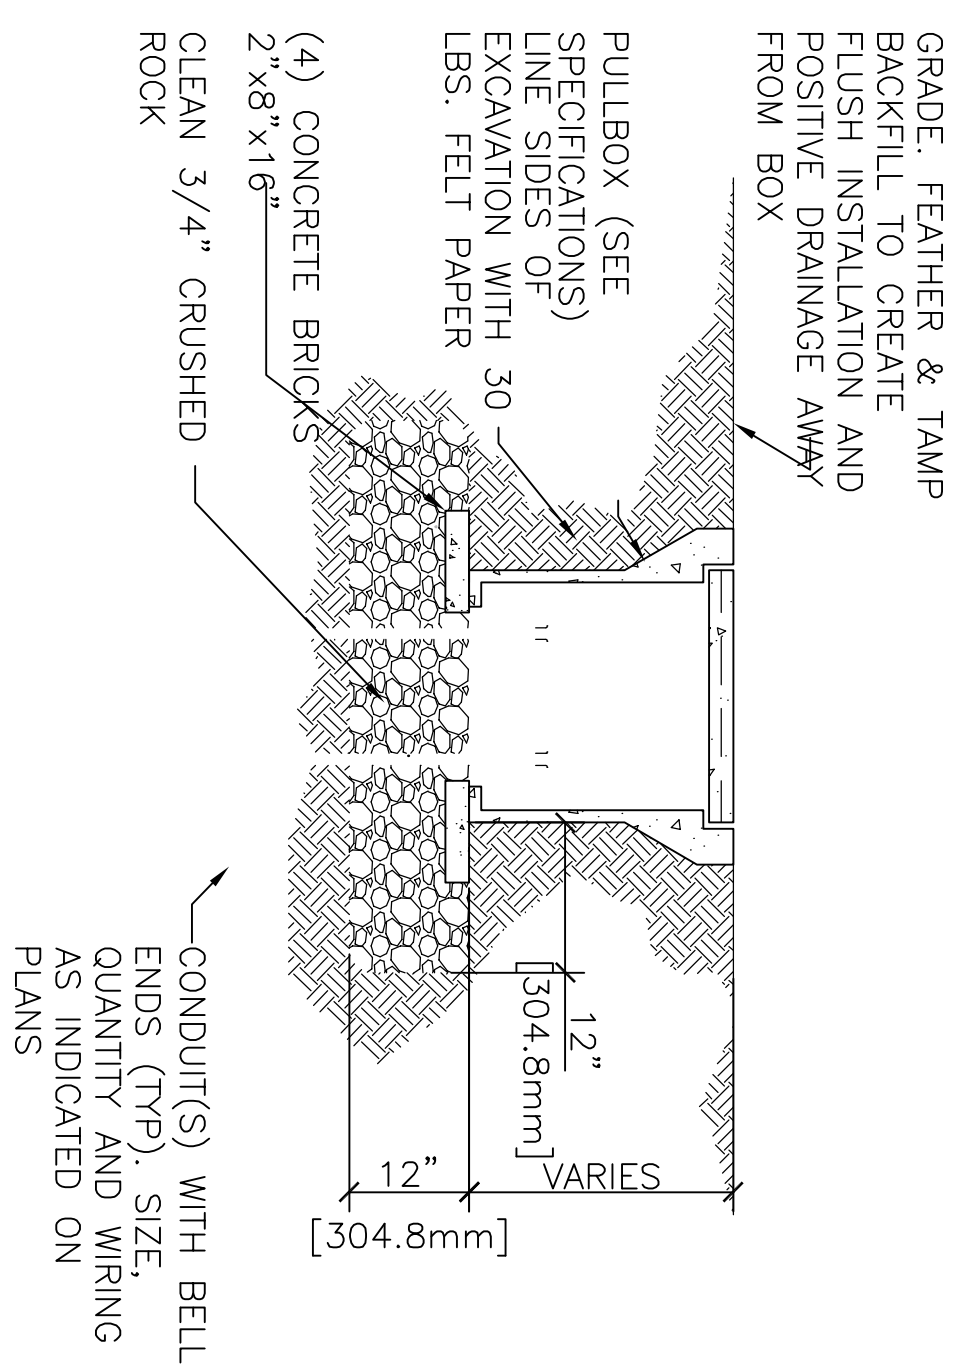 GRADE. FEATHER & TAMP
BACKFILL TO CREATE
FLUSH INSTALLATION AND
POSITIVE DRAINAGE AWAY
FROM BOX
PULLBOX (SEE
SPECIFICATIONS)
LINE SIDES OF
EXCAVATION WITH 30
LBS. FELT PAPER
(4) CONCRETE BRICKS
2"x8"x16"
CLEAN 3/4" CRUSHED
ROCK
12"
[304.8mm]
VARIES
12"
[304.8mm]
CONDUIT(S) WITH BELL
ENDS (TYP). SIZE,
QUANTITY AND WIRING
AS INDICATED ON
PLANS